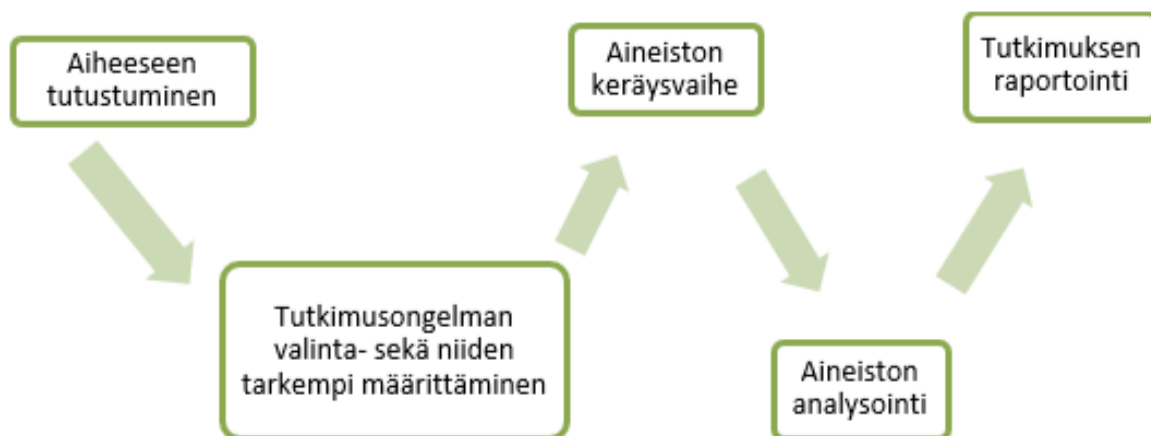 Aiheeseen
tutustuminen
Tutkimusongelman
valinta- sekä niiden
tarkempi määrittäminen
Aineiston
keräysvaihe
Aineiston
analysointi
Tutkimuksen
raportointi